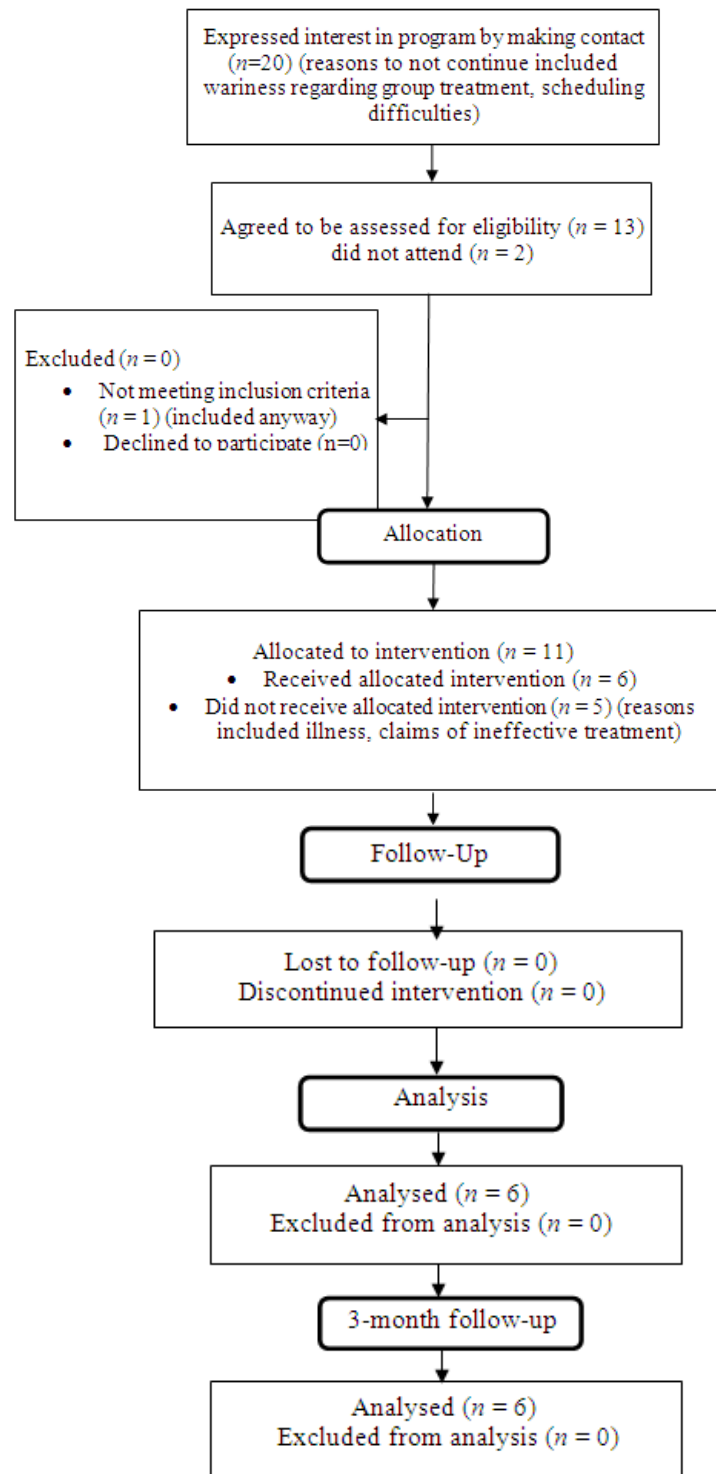 Expressed interest in program by making contact
(n=20) (reasons to not continue included
wariness regarding group treatment, scheduling
difficulties)
Agreed to be assessed for eligibility (n = 13)
did not attend (n = 2)
Excluded (n = 0)
• Not meeting inclusion criteria
(n = 1) (included anyway)
• Declined to participate (n=0)
Allocation
Allocated to intervention (n = 11)
• Received allocated intervention (n = 6)
• Did not receive allocated intervention (n = 5) (reasons
included illness, claims of ineffective treatment)
Follow-Up
Lost to follow-up (n = 0)
Discontinued intervention (n = 0)
Analysis
Analysed (n = 6)
Excluded from analysis (n = 0)
3-month follow-up
Analysed (n = 6)
Excluded from analysis (n = 0)